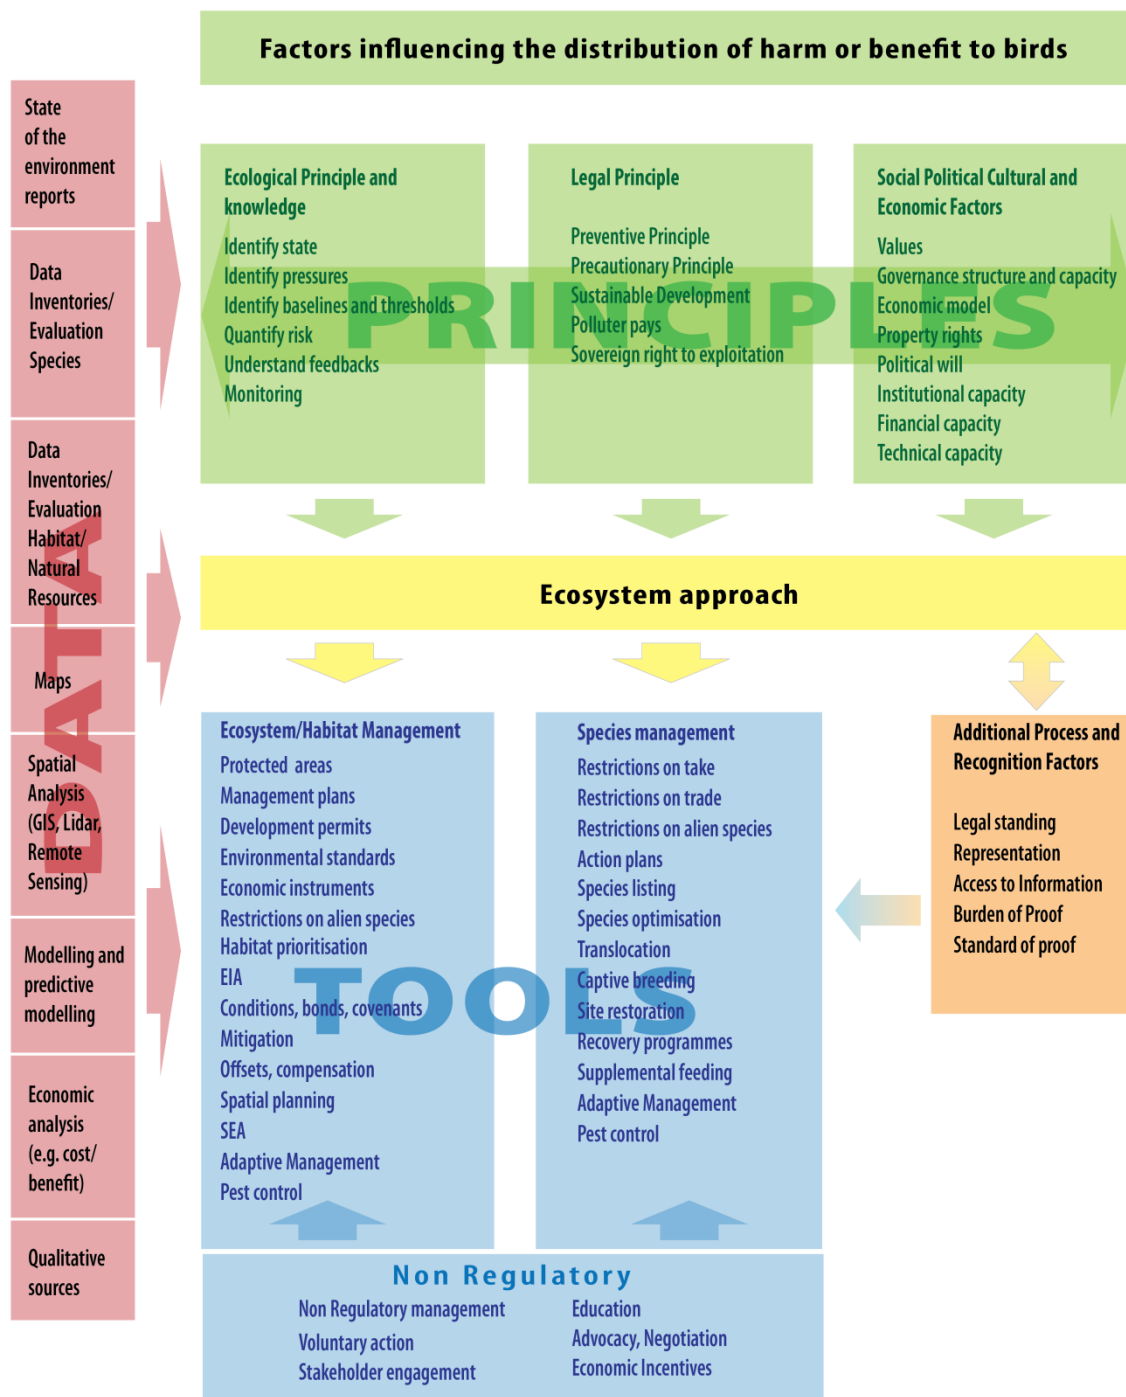 Factors influencing the distribution of harm or benefit to birds
State
of the
environment
reports
Data
Inventories/
Evaluation
Species
Data
Inventories/
Evaluation
Habitat/
Natural
Resources
Maps
Spatial
Analysis
(GIS, Lidar,
Remote
Sensing)
Modelling and
predictive
modelling
Economic
analysis
(e.g. cost/
benefit)
Qualitative
sources
DATA
Ecological Principle and
knowledge
Identify state
Identify pressures
Identify baselines and thresholds
Quantify risk
Understand feedbacks
Monitoring
Legal Principle
Preventive Principle
Precautionary Principle
Sustainable Development
Polluter pays
Sovereign right to exploitation
Social Political Cultural and
Economic Factors
Values
Governance structure and capacity
Economic model
Property rights
Political will
Institutional capacity
Financial capacity
Technical capacity
PRINCIPLES
Ecosystem approach
Ecosystem/Habitat Management
Protected areas
Management plans
Development permits
Environmental standards
Economic instruments
Restrictions on alien species
Habitat prioritisation
EIA
Conditions, bonds, covenants
Mitigation
Offsets, compensation
Spatial planning
SEA
Adaptive Management
Pest control
Species management
Restrictions on take
Restrictions on trade
Restrictions on alien species
Action plans
Species listing
Species optimisation
Translocation
Captive breeding
Site restoration
Recovery programmes
Supplemental feeding
Adaptive Management
Pest control
TOOLS
Additional Process and
Recognition Factors
Legal standing
Representation
Access to Information
Burden of Proof
Standard of proof
Non Regulatory
Non Regulatory management
Voluntary action
Stakeholder engagement
Education
Advocacy, Negotiation
Economic Incentives